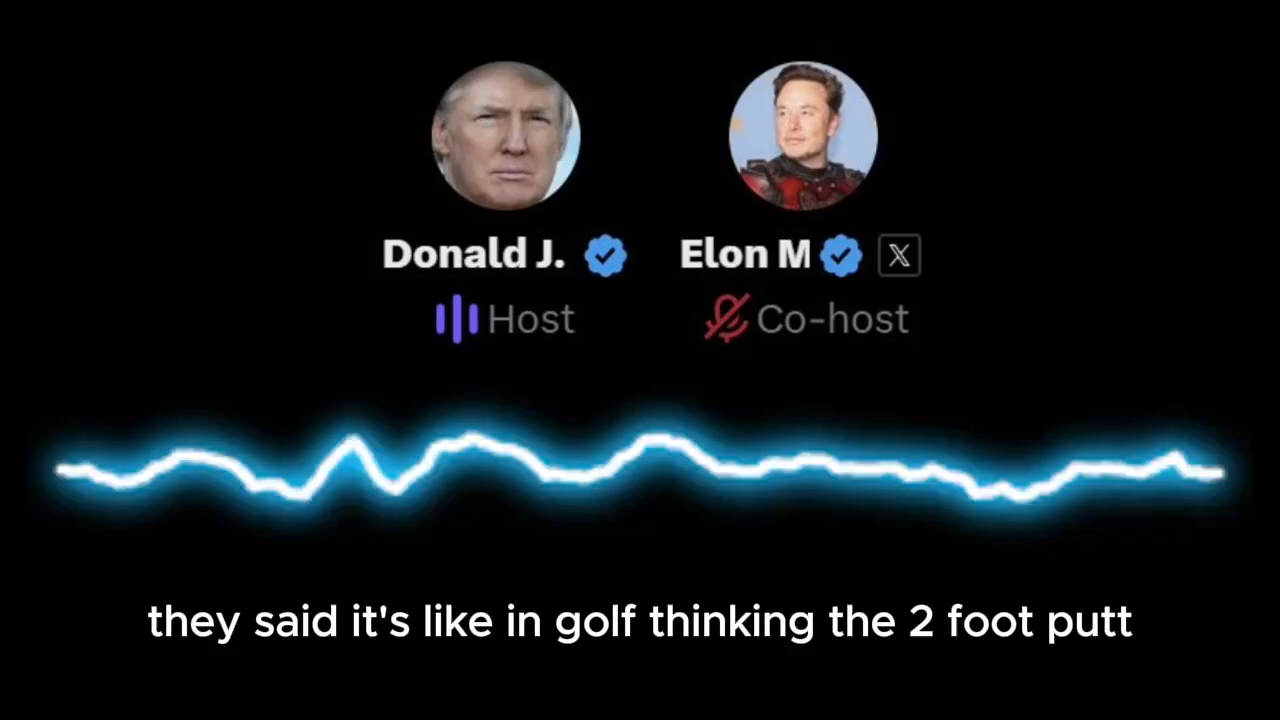 Donald J. Elon M X
Host Co-host
they said it's like in golf thinking the 2 foot putt